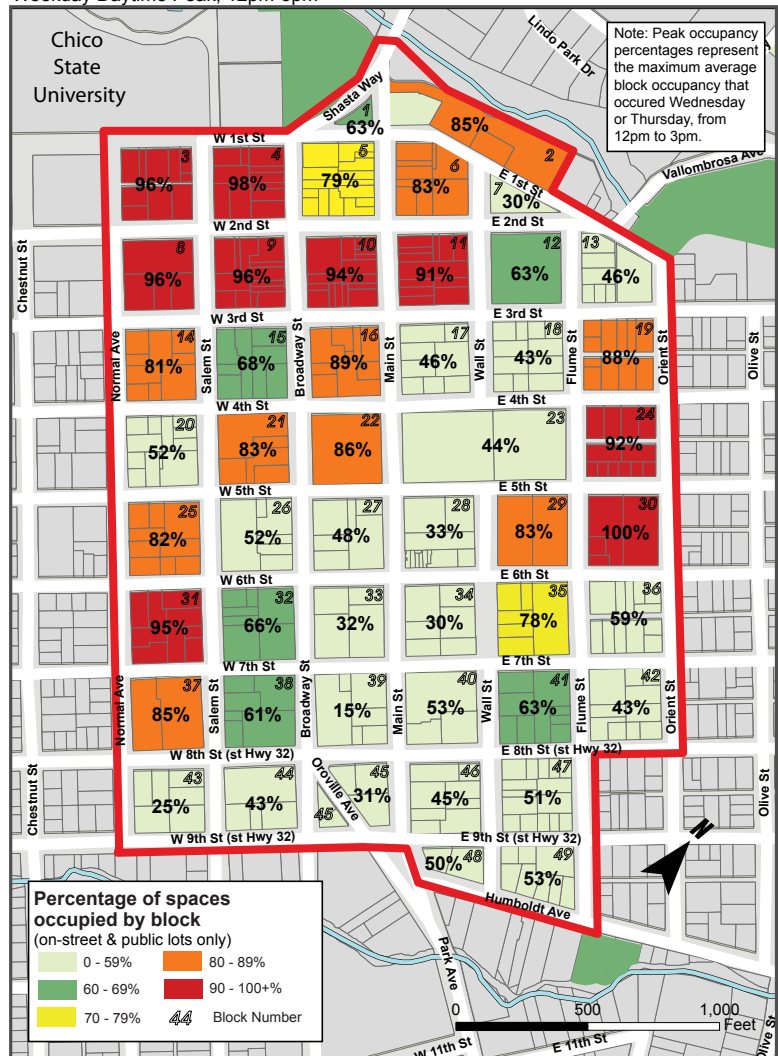 Weekday Daytime Peak, 12pm-3pm
Chico
State
University
Lindo Park Dr
Note: Peak occupancy
percentages represent
the maximum average
block occupancy that
occured Wednesday
or Thursday, from
12pm to 3pm.
Shasta Way
1
63%
85%
2
Vallombrosa Ave
W 1st St
E 1st St
3
96%
4
98%
5
79%
6
83%
7
30%
W 2nd St
E 2nd St
Chestnut St
8
96%
9
96%
10
94%
11
91%
12
63%
13
46%
W 3rd St
E 3rd St
Normal Ave
Salem St
Broadway St
Main St
Wall St
Flume St
Orient St
Olive St
14
81%
15
68%
16
89%
17
46%
18
43%
19
88%
W 4th St
E 4th St
20
52%
21
83%
22
86%
23
44%
24
92%
W 5th St
E 5th St
25
82%
26
52%
27
48%
28
33%
29
83%
30
100%
W 6th St
E 6th St
31
95%
32
66%
33
32%
34
30%
35
78%
36
59%
W 7th St
E 7th St
Normal Ave
Salem St
Broadway St
Main St
Wall St
Flume St
Orient St
37
85%
38
61%
39
15%
40
53%
41
63%
42
43%
W 8th St (st Hwy 32)
E 8th St (st Hwy 32)
Chestnut St
Oroville Ave
Olive St
43
25%
44
43%
45
45
31%
46
45%
47
51%
W 9th St (st Hwy 32)
E 9th St (st Hwy 32)
50%
48
49
53%
Humboldt Ave
N
Park Ave
Percentage of spaces
occupied by block
(on-street & public lots only)
0 - 59%
80 - 89%
60 - 69%
90 - 100+%
70 - 79%
44 Block Number
0 500 1,000
Feet
W 11th St
E 11th St
Olive St